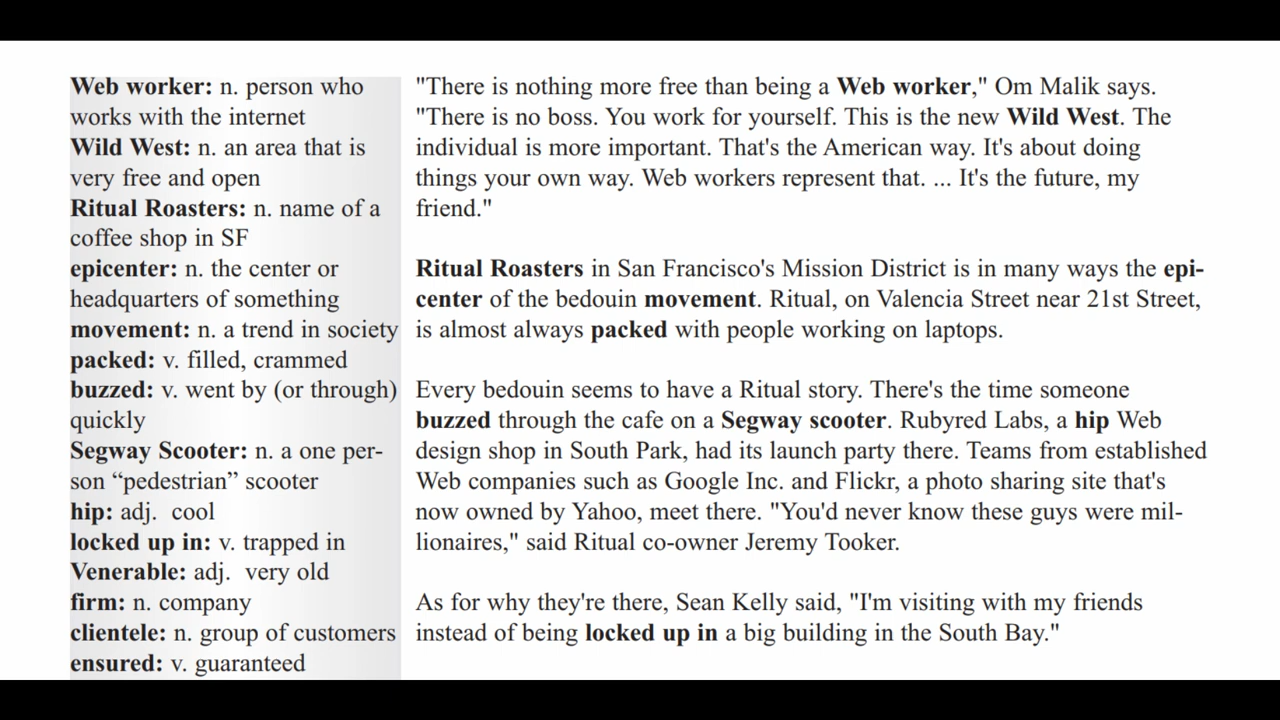 Web worker: n. person who
works with the internet
Wild West: n. an area that is
very free and open
Ritual Roasters: n. name of a
coffee shop in SF
epicenter: n. the center or
headquarters of something
movement: n. a trend in society
packed: v. filled, crammed
buzzed: v. went by (or through)
quickly
Segway Scooter: n. a one per-
son “pedestrian” scooter
hip: adj.  cool
locked up in: v. trapped in
Venerable: adj.  very old
firm: n. company
clientele: n. group of customers
ensured: v. guaranteed
"There is nothing more free than being a Web worker," Om Malik says.
"There is no boss. You work for yourself. This is the new Wild West. The
individual is more important. That's the American way. It's about doing
things your own way. Web workers represent that. ... It's the future, my
friend."
Ritual Roasters in San Francisco's Mission District is in many ways the epi-
center of the bedouin movement. Ritual, on Valencia Street near 21st Street,
is almost always packed with people working on laptops.
Every bedouin seems to have a Ritual story. There's the time someone
buzzed through the cafe on a Segway scooter. Rubyred Labs, a hip Web
design shop in South Park, had its launch party there. Teams from established
Web companies such as Google Inc. and Flickr, a photo sharing site that's
now owned by Yahoo, meet there. "You'd never know these guys were mil-
lionaires," said Ritual co-owner Jeremy Tooker.
As for why they're there, Sean Kelly said, "I'm visiting with my friends
instead of being locked up in a big building in the South Bay."